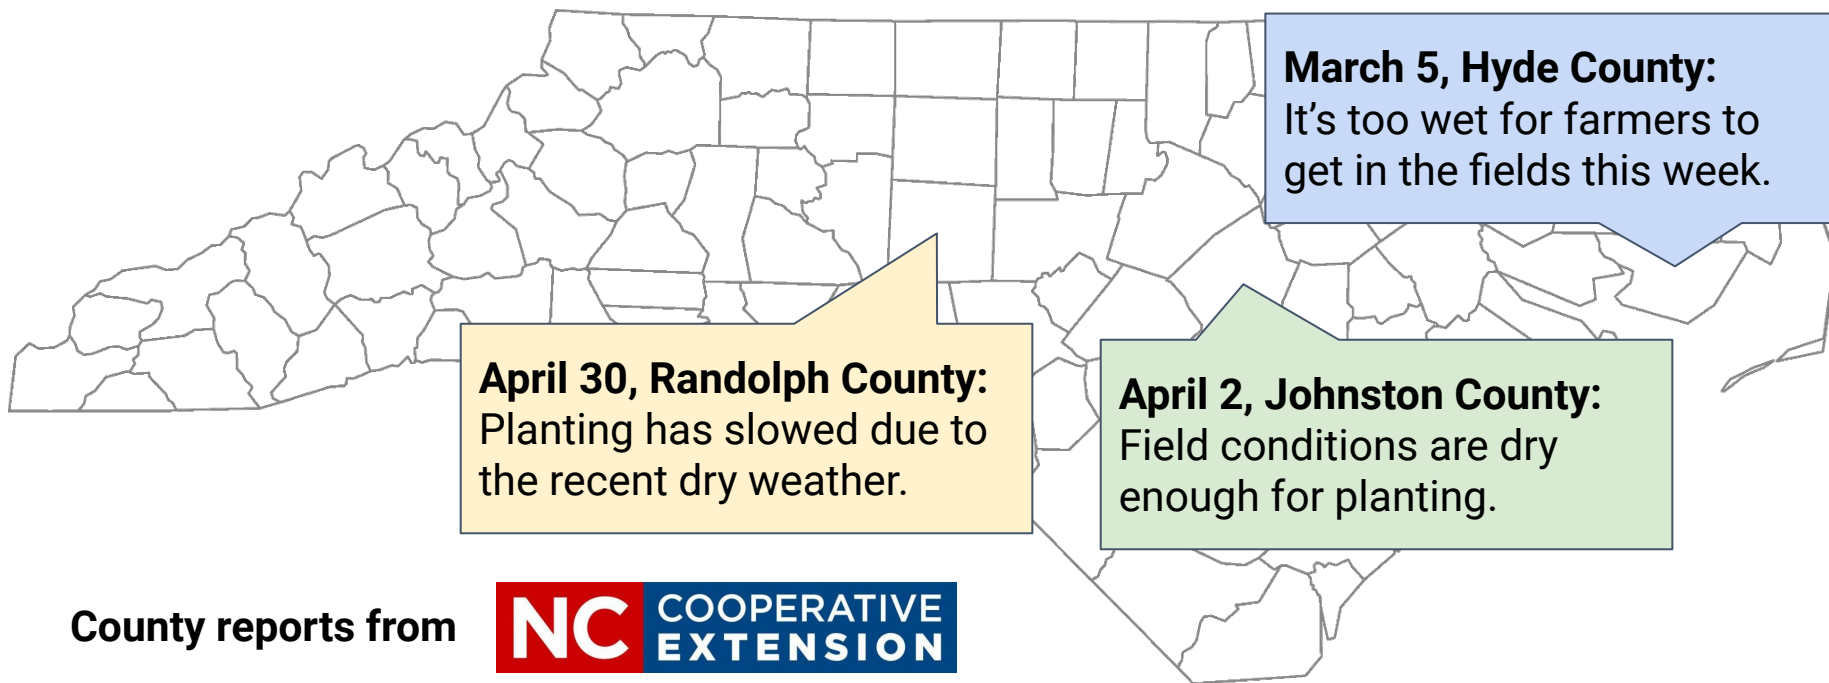 March 5, Hyde County:
It’s too wet for farmers to
get in the fields this week.
April 30, Randolph County:
Planting has slowed due to
the recent dry weather.
April 2, Johnston County:
Field conditions are dry
enough for planting.
County reports from
NC COOPERATIVE
EXTENSION